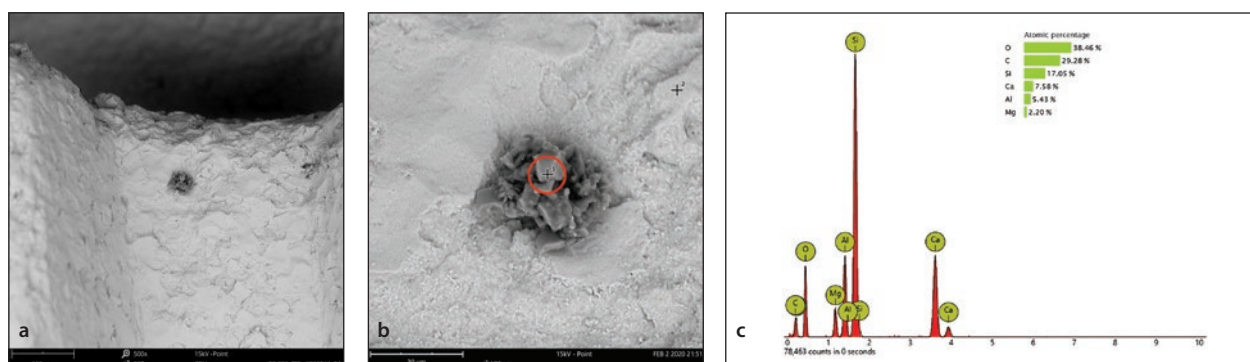 a
500x
15kV - Point
b
15kV - Point
FEB 2 2020 21:51
c
Atomic percentage
O 38.46 %
C 29.28 %
Si 17.05 %
Ca 7.58 %
Al 5.43 %
Mg 2.20 %
Si
Al
Ca
O
Mg
C
Al
Si
Ca
0 1 2 3 4 5 6 7 8 9 10
78,463 counts in 0 seconds